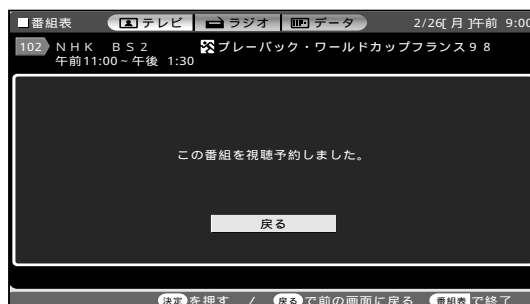 ■番組表 テレビ ラジオ データ 2/26[月]午前 9:00
102 NHK BS2 プレーバック・ワールドカップフランス98
午前11:00~午後 1:30
この番組を視聴予約しました。
戻る
決定を押す / 戻るで前の画面に戻る 番組表で終了